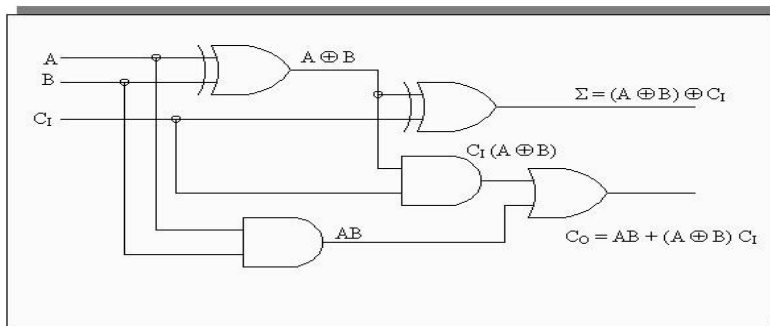 A
B
C_I
A ⊕ B
Σ = (A ⊕ B) ⊕ C_I
C_I (A ⊕ B)
AB
C_O = AB + (A ⊕ B) C_I